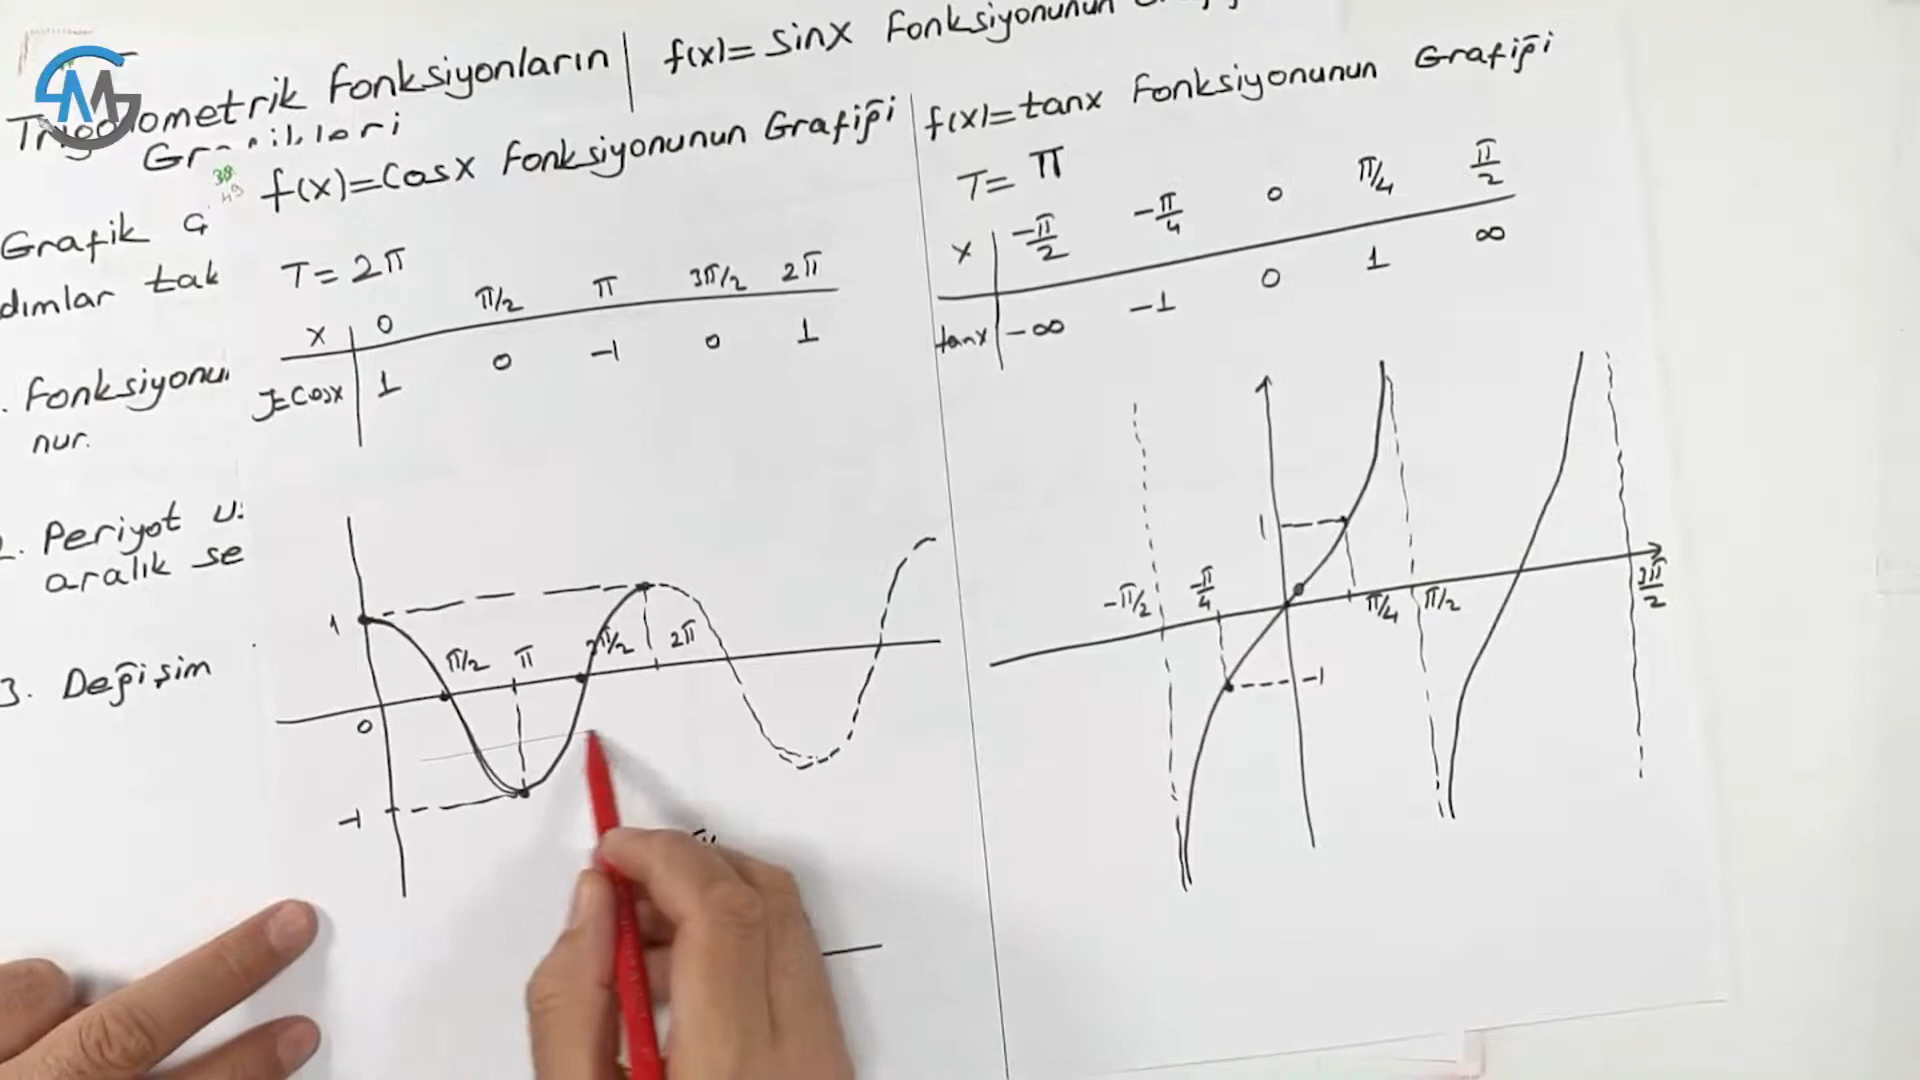 Trigonometrik Fonksiyonların
f(x)=sinx Fonksiyonunun
Grafik
dımlar tak
. Fonksiyonu
nur.
2. Periyot
aralık se
3. Değişim
f(x)=Cosx Fonksiyonunun Grafiği
T=2π
x 0 π/2 π 3π/2 2π
y=Cosx 1 0 -1 0 1
1
π/2 π 3π/2 2π
0
-1
f(x)=tanx Fonksiyonunun Grafiği
T=π
x -π/2 -π/4 0 π/4 π/2
tanx -∞ -1 0 1 ∞
1
-π/2 -π/4 π/4 π/2 3π/2
-1